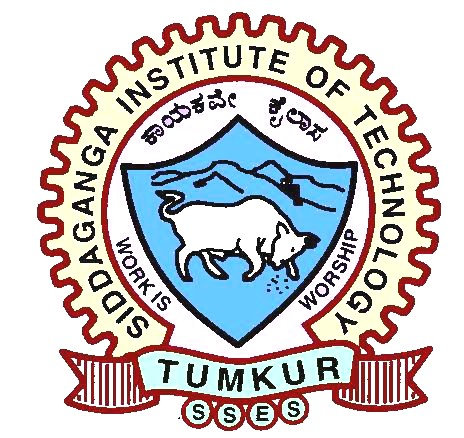 SIDDAGANGA INSTITUTE OF TECHNOLOGY
ಕಾಯಕವೇ ಕೈಲಾಸ
WORK IS WORSHIP
TUMKUR
SSES